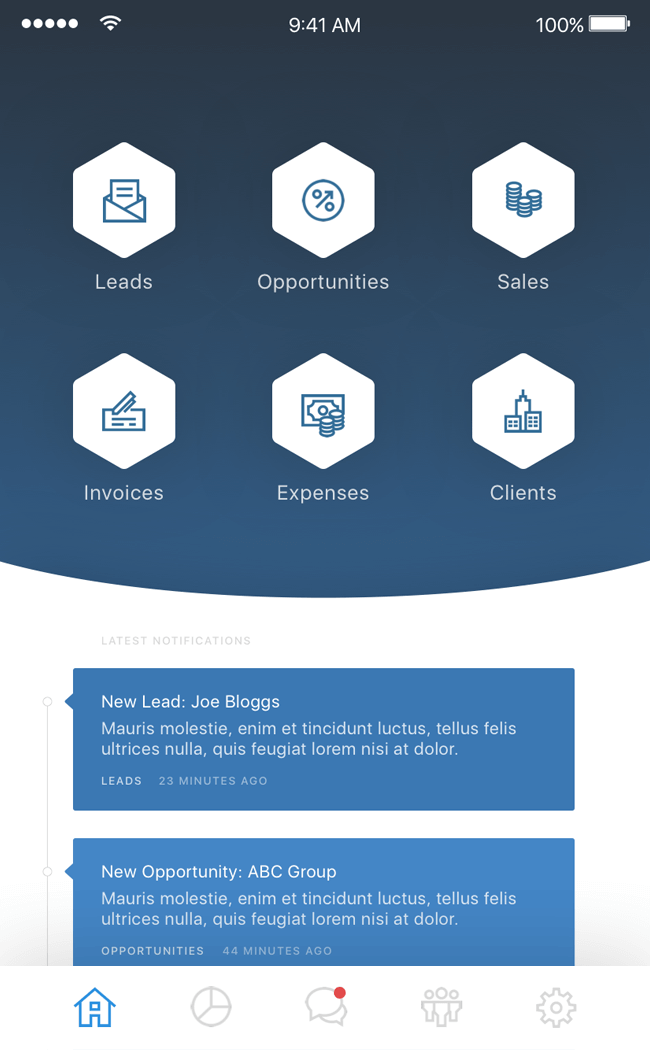 9:41 AM
100%
Leads
Opportunities
Sales
Invoices
Expenses
Clients
LATEST NOTIFICATIONS
New Lead: Joe Bloggs
Mauris molestie, enim et tincidunt luctus, tellus felis
ultrices nulla, quis feugiat lorem nisi at dolor.
LEADS 23 MINUTES AGO
New Opportunity: ABC Group
Mauris molestie, enim et tincidunt luctus, tellus felis
ultrices nulla, quis feugiat lorem nisi at dolor.
OPPORTUNITIES 44 MINUTES AGO